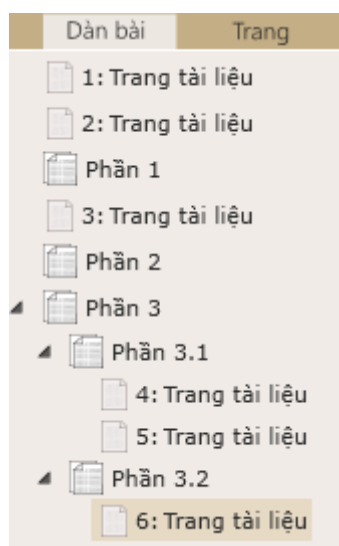 Dàn bài Trang
1: Trang tài liệu
2: Trang tài liệu
Phần 1
3: Trang tài liệu
Phần 2
Phần 3
Phần 3.1
4: Trang tài liệu
5: Trang tài liệu
Phần 3.2
6: Trang tài liệu